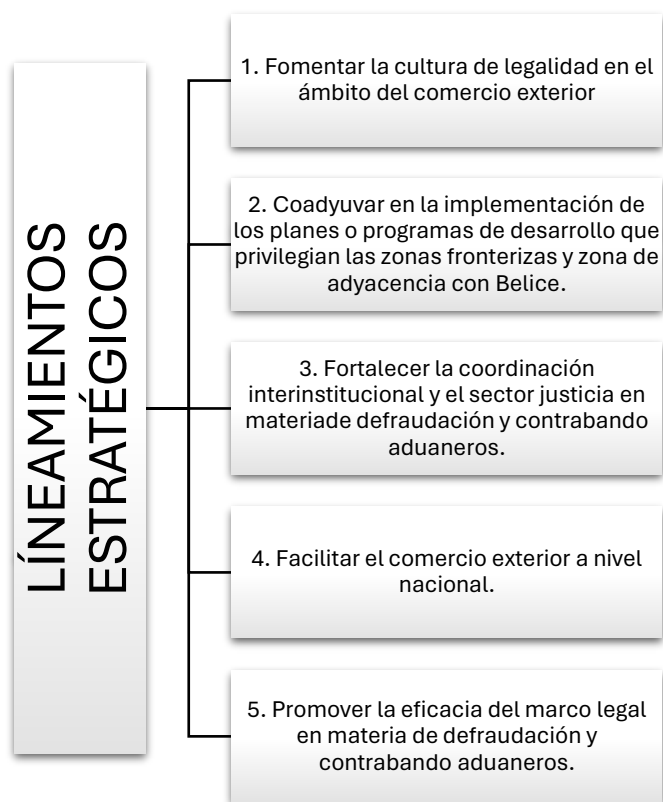 LÍNEAMIENTOS
ESTRATÉGICOS
1. Fomentar la cultura de legalidad en el
ámbito del comercio exterior
2. Coadyuvar en la implementación de
los planes o programas de desarrollo que
privilegian las zonas fronterizas y zona de
adyacencia con Belice.
3. Fortalecer la coordinación
interinstitucional y el sector justicia en
materiade defraudación y contrabando
aduaneros.
4. Facilitar el comercio exterior a nivel
nacional.
5. Promover la eficacia del marco legal
en materia de defraudación y
contrabando aduaneros.